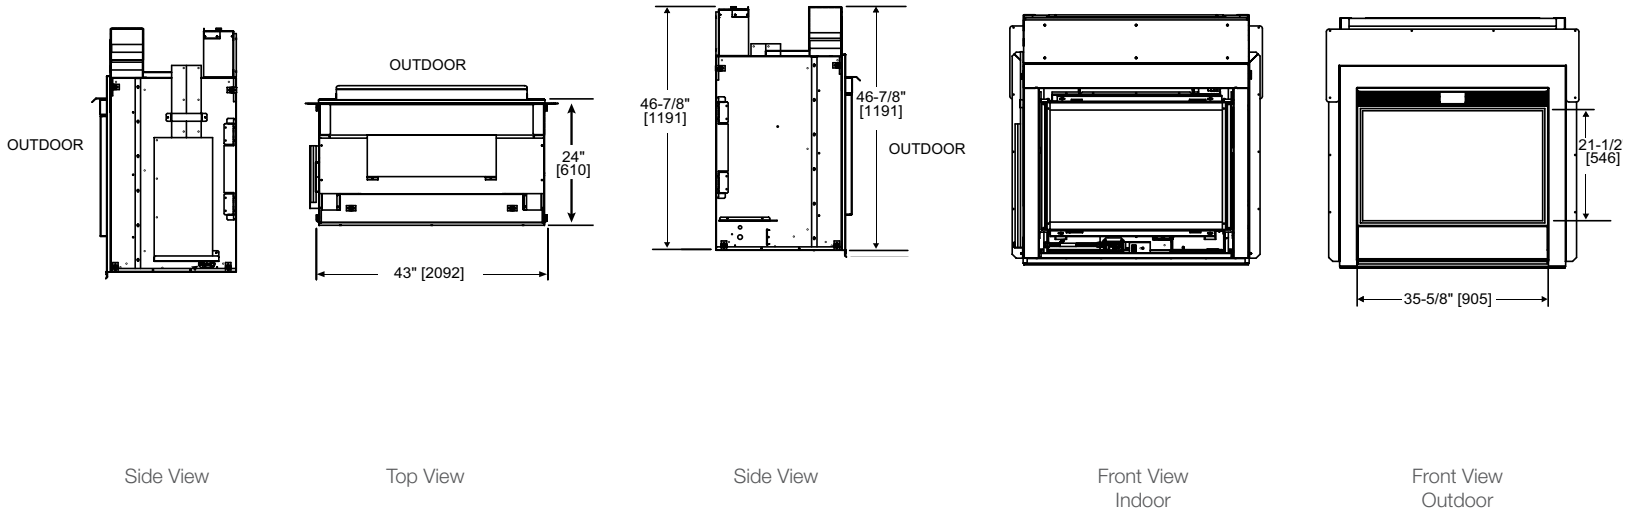 OUTDOOR
OUTDOOR
24"
[610]
43" [2092]
46-7/8"
[1191]
46-7/8"
[1191]
OUTDOOR
21-1/2
[546]
35-5/8" [905]
Side View
Top View
Side View
Front View
Indoor
Front View
Outdoor